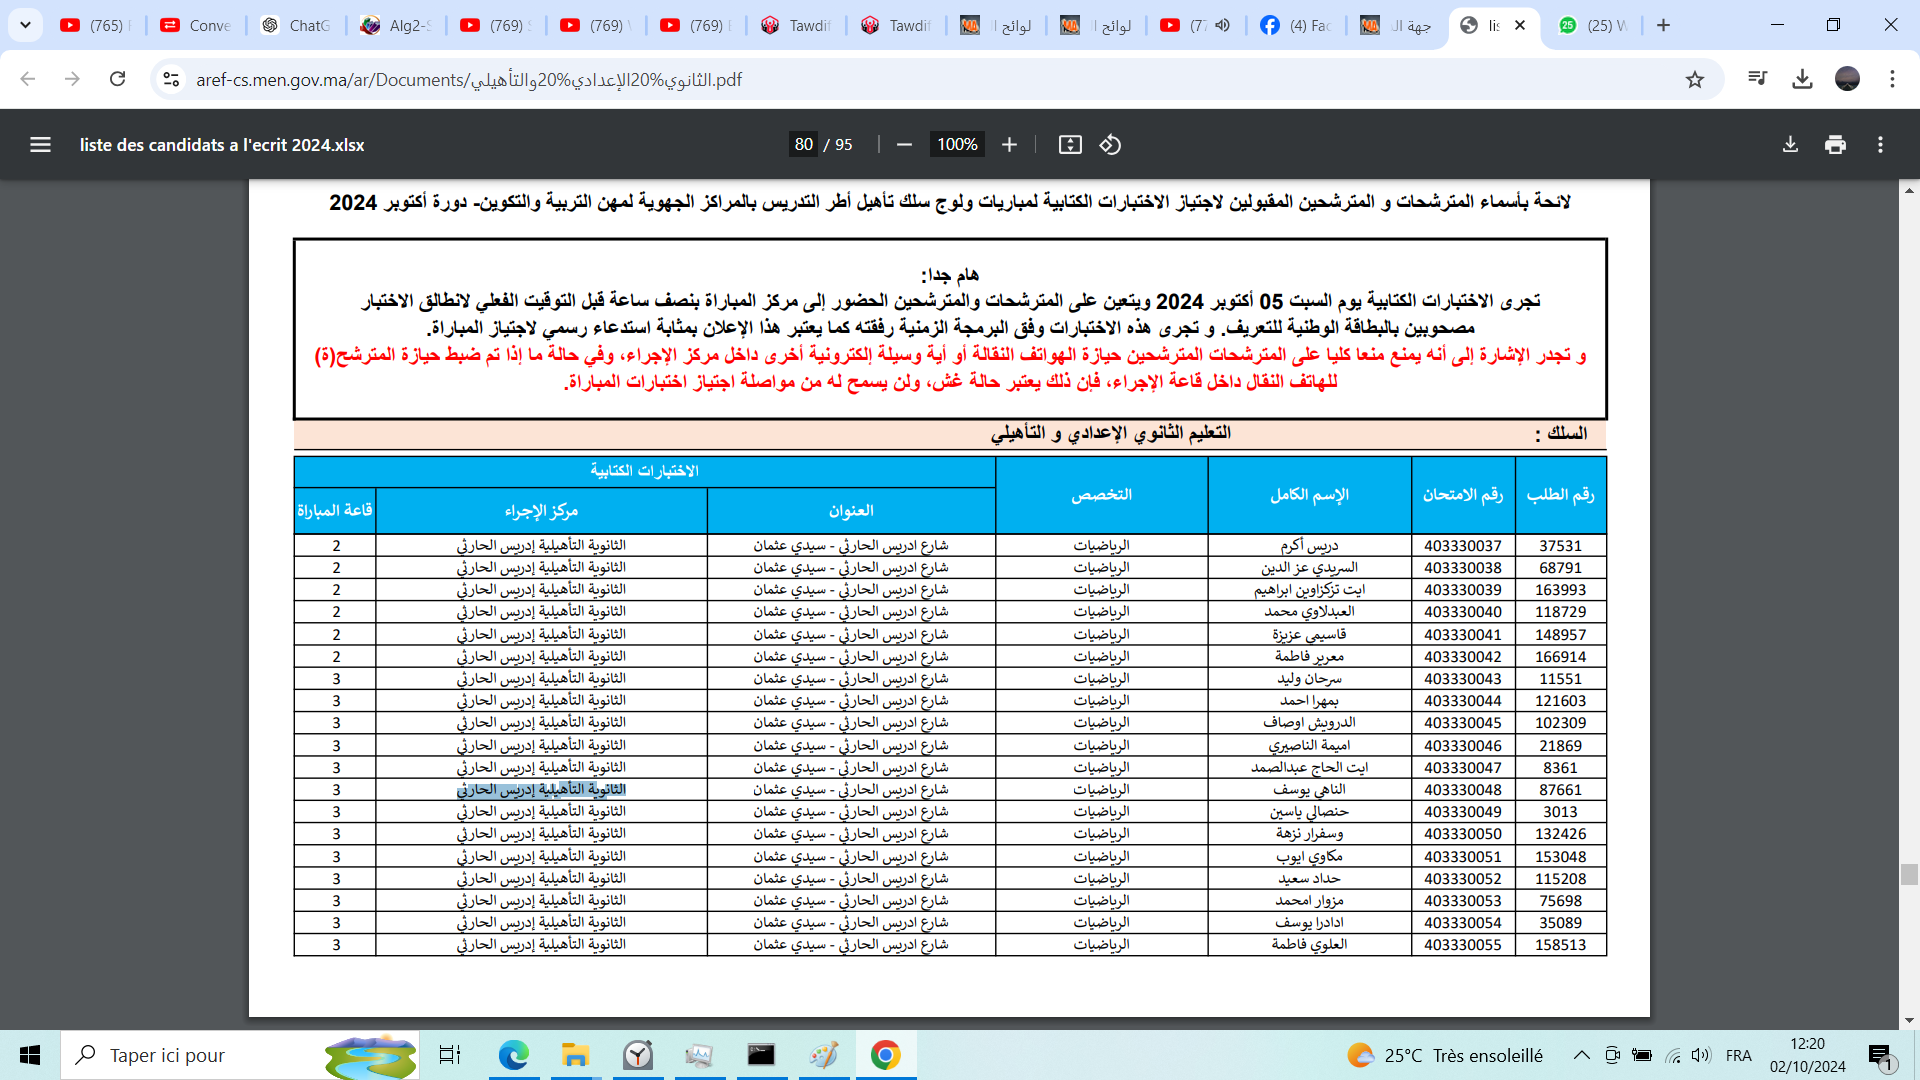 (765) F
Conve
ChatG
Alg2-S
(769) S
(769) \
(769) E
Tawdif
Tawdif
لوائح ال
لوائح ال
(77
(4) Fac
جهة ال
lis
(25) W
aref-cs.men.gov.ma/ar/Documents/الثانوي%20الإعدادي%20والتأهيلي.pdf
liste des candidats a l'ecrit 2024.xlsx
80 / 95
100%
لائحة بأسماء المترشحات و المترشحين المقبولين لاجتياز الاختبارات الكتابية لمباريات ولوج سلك تأهيل أطر التدريس بالمراكز الجهوية لمهن التربية والتكوين- دورة أكتوبر 2024
هام جدا:
تجرى الاختبارات الكتابية يوم السبت 05 أكتوبر 2024 ويتعين على المترشحات والمترشحين الحضور إلى مركز المباراة بنصف ساعة قبل التوقيت الفعلي لانطالق الاختبار
مصحوبين بالبطاقة الوطنية للتعريف. و تجرى هذه الاختبارات وفق البرمجة الزمنية رفقته كما يعتبر هذا الإعلان بمثابة استدعاء رسمي لاجتياز المباراة.
و تجدر الإشارة إلى أنه يمنع منعا كليا على المترشحات المترشحين حيازة الهواتف النقالة أو أية وسيلة إلكترونية أخرى داخل مركز الإجراء، وفي حالة ما إذا تم ضبط حيازة المترشح(ة)
للهاتف النقال داخل قاعة الإجراء، فإن ذلك يعتبر حالة غش، ولن يسمح له من مواصلة اجتياز اختبارات المباراة.
السلك : التعليم الثانوي الإعدادي و التأهيلي
رقم الطلب رقم الامتحان الإسم الكامل التخصص الاختبارات الكتابية
العنوان مركز الإجراء قاعة المباراة
37531 403330037 دريس أكرم الرياضيات شارع ادريس الحارثي - سيدي عثمان الثانوية التأهيلية إدريس الحارثي 2
68791 403330038 السريدي عز الدين الرياضيات شارع ادريس الحارثي - سيدي عثمان الثانوية التأهيلية إدريس الحارثي 2
163993 403330039 ايت تزكزاوين ابراهيم الرياضيات شارع ادريس الحارثي - سيدي عثمان الثانوية التأهيلية إدريس الحارثي 2
118729 403330040 العبدلاوي محمد الرياضيات شارع ادريس الحارثي - سيدي عثمان الثانوية التأهيلية إدريس الحارثي 2
148957 403330041 قاسيمي عزيزة الرياضيات شارع ادريس الحارثي - سيدي عثمان الثانوية التأهيلية إدريس الحارثي 2
166914 403330042 معرير فاطمة الرياضيات شارع ادريس الحارثي - سيدي عثمان الثانوية التأهيلية إدريس الحارثي 2
11551 403330043 سرحان وليد الرياضيات شارع ادريس الحارثي - سيدي عثمان الثانوية التأهيلية إدريس الحارثي 3
121603 403330044 بمهرا احمد الرياضيات شارع ادريس الحارثي - سيدي عثمان الثانوية التأهيلية إدريس الحارثي 3
102309 403330045 الدرويش اوصاف الرياضيات شارع ادريس الحارثي - سيدي عثمان الثانوية التأهيلية إدريس الحارثي 3
21869 403330046 اميمة الناصيري الرياضيات شارع ادريس الحارثي - سيدي عثمان الثانوية التأهيلية إدريس الحارثي 3
8361 403330047 ايت الحاج عبدالصمد الرياضيات شارع ادريس الحارثي - سيدي عثمان الثانوية التأهيلية إدريس الحارثي 3
87661 403330048 الناهي يوسف الرياضيات شارع ادريس الحارثي - سيدي عثمان الثانوية التأهيلية إدريس الحارثي 3
3013 403330049 حنصالي ياسين الرياضيات شارع ادريس الحارثي - سيدي عثمان الثانوية التأهيلية إدريس الحارثي 3
132426 403330050 وسفرار نزهة الرياضيات شارع ادريس الحارثي - سيدي عثمان الثانوية التأهيلية إدريس الحارثي 3
153048 403330051 مكاوي ايوب الرياضيات شارع ادريس الحارثي - سيدي عثمان الثانوية التأهيلية إدريس الحارثي 3
115208 403330052 حداد سعيد الرياضيات شارع ادريس الحارثي - سيدي عثمان الثانوية التأهيلية إدريس الحارثي 3
75698 403330053 مزوار امحمد الرياضيات شارع ادريس الحارثي - سيدي عثمان الثانوية التأهيلية إدريس الحارثي 3
35089 403330054 ادادرا يوسف الرياضيات شارع ادريس الحارثي - سيدي عثمان الثانوية التأهيلية إدريس الحارثي 3
158513 403330055 العلوي فاطمة الرياضيات شارع ادريس الحارثي - سيدي عثمان الثانوية التأهيلية إدريس الحارثي 3
Taper ici pour
25°C Très ensoleillé
FRA
12:20
02/10/2024
1